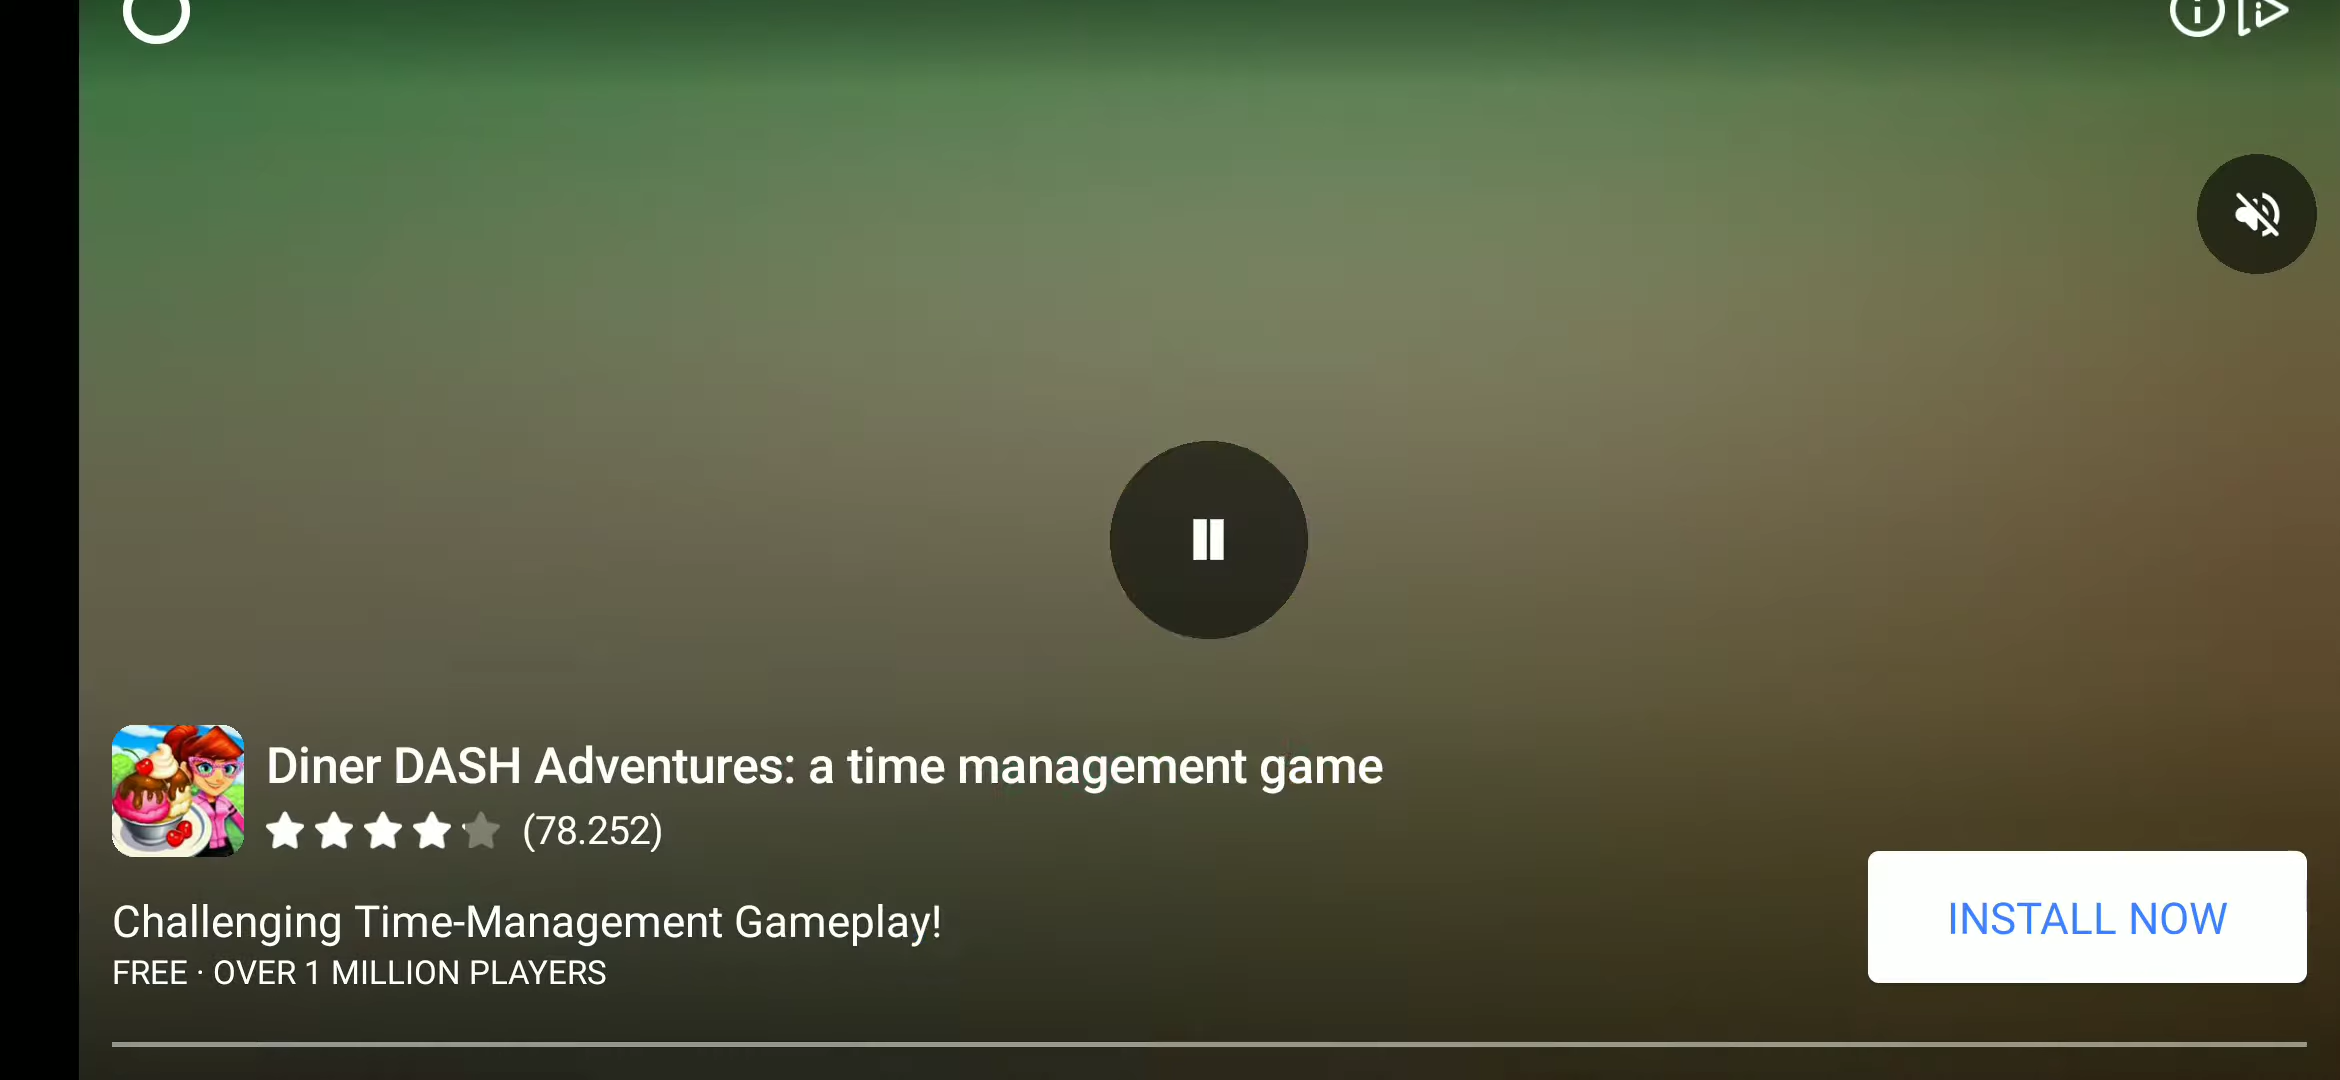 Diner DASH Adventures: a time management game
(78.252)
Challenging Time-Management Gameplay!
FREE · OVER 1 MILLION PLAYERS
INSTALL NOW